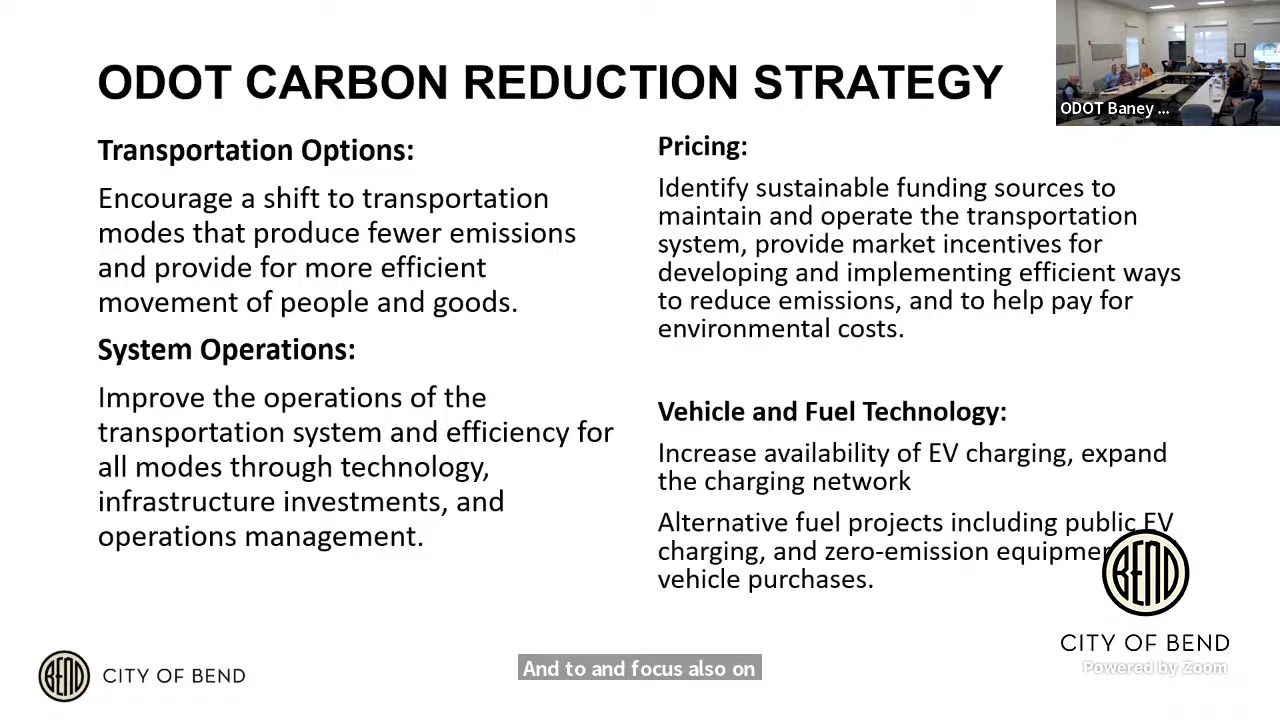 ODOT CARBON REDUCTION STRATEGY
Transportation Options:
Encourage a shift to transportation
modes that produce fewer emissions
and provide for more efficient
movement of people and goods.
System Operations:
Improve the operations of the
transportation system and efficiency for
all modes through technology,
infrastructure investments, and
operations management.
Pricing:
Identify sustainable funding sources to
maintain and operate the transportation
system, provide market incentives for
developing and implementing efficient ways
to reduce emissions, and to help pay for
environmental costs.
Vehicle and Fuel Technology:
Increase availability of EV charging, expand
the charging network
Alternative fuel projects including public EV
charging, and zero-emission
vehicle purchases.
ODOT Baney ...
BEND
CITY OF BEND
Powered by Zoom
BEND CITY OF BEND
And to and focus also on